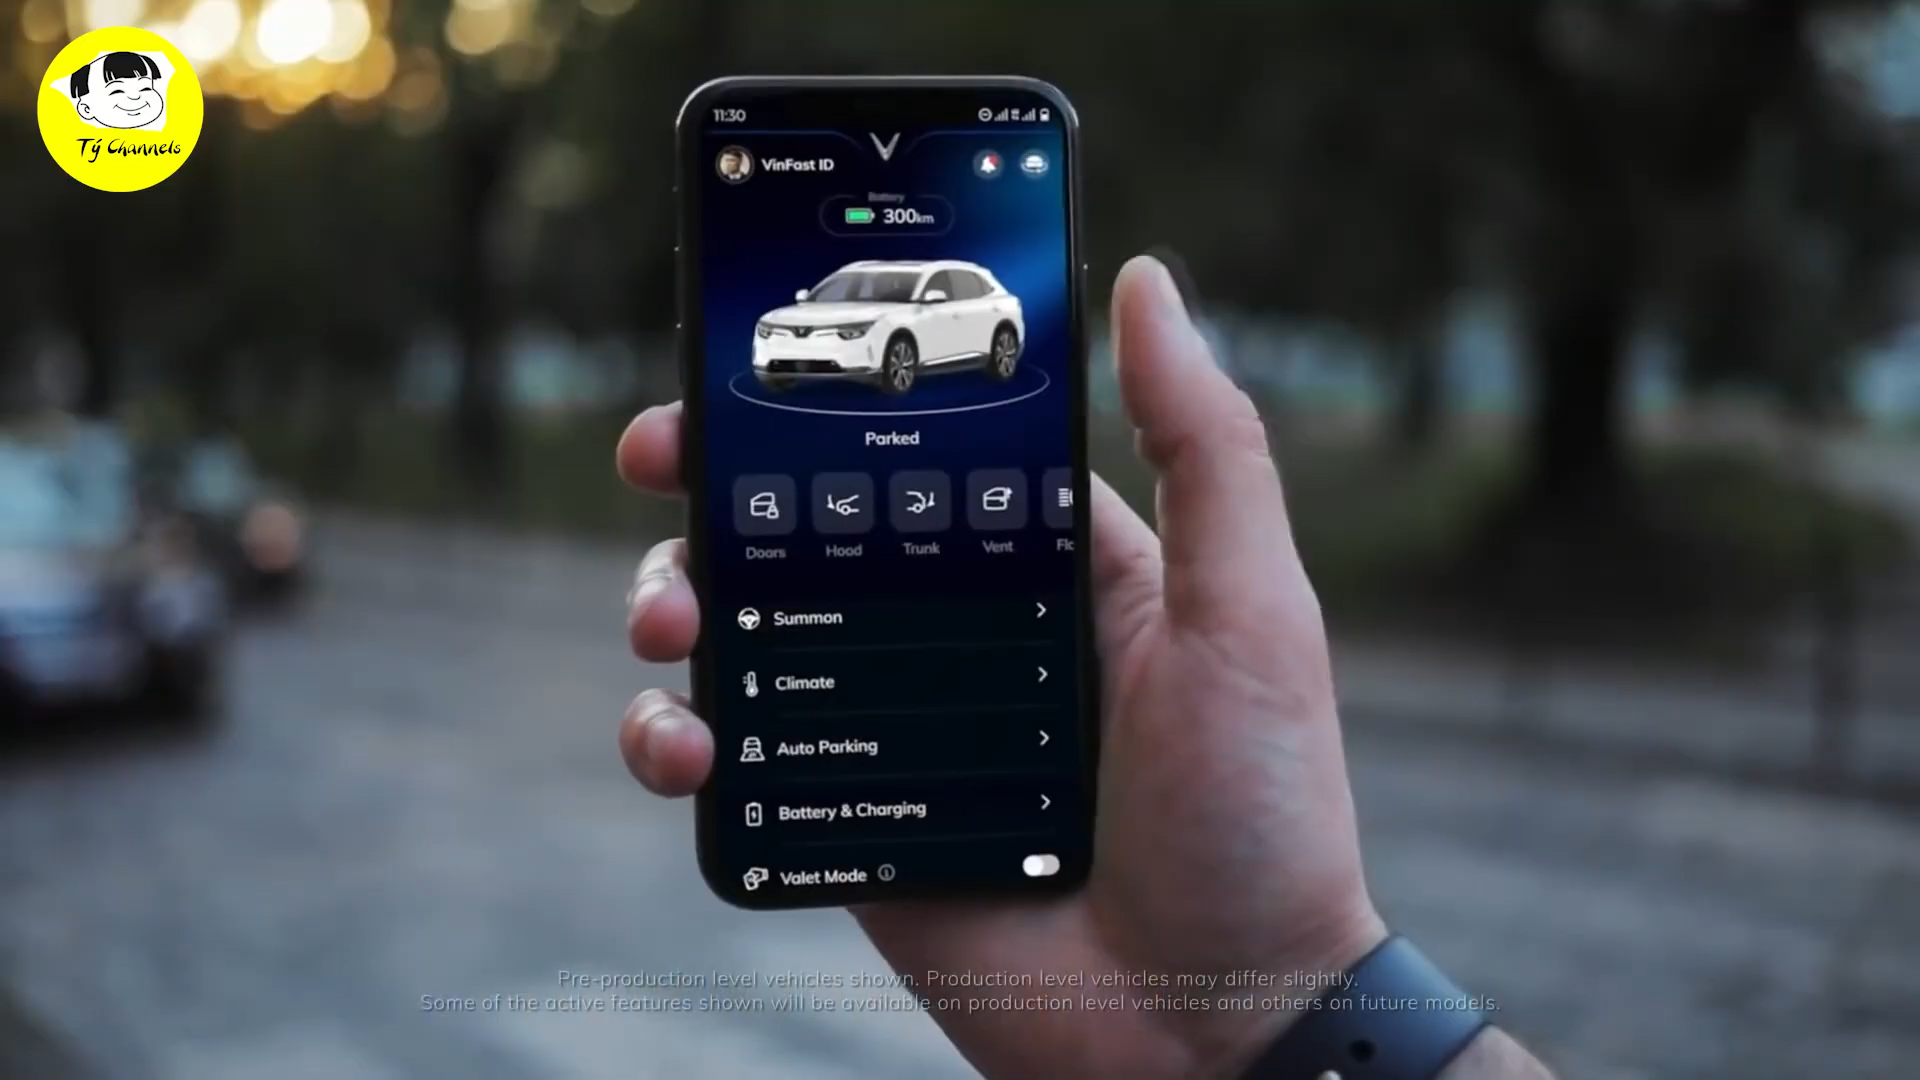 Tý Channels
11:30
VinFast ID
Battery
300km
Parked
Doors Hood Trunk Vent Flo
Summon
Climate
Auto Parking
Battery & Charging
Valet Mode
Pre-production level vehicles shown. Production level vehicles may differ slightly.
Some of the active features shown will be available on production level vehicles and others on future models.